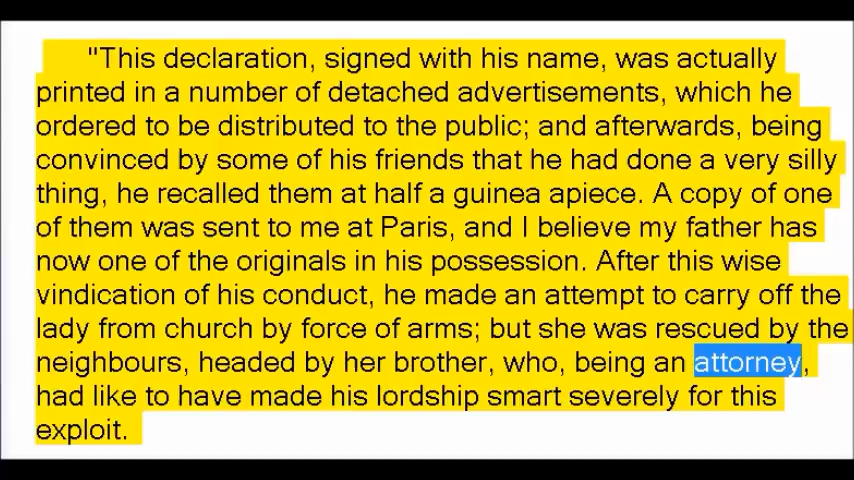 "This declaration, signed with his name, was actually
printed in a number of detached advertisements, which he
ordered to be distributed to the public; and afterwards, being
convinced by some of his friends that he had done a very silly
thing, he recalled them at half a guinea apiece. A copy of one
of them was sent to me at Paris, and I believe my father has
now one of the originals in his possession. After this wise
vindication of his conduct, he made an attempt to carry off the
lady from church by force of arms; but she was rescued by the
neighbours, headed by her brother, who, being an attorney,
had like to have made his lordship smart severely for this
exploit.